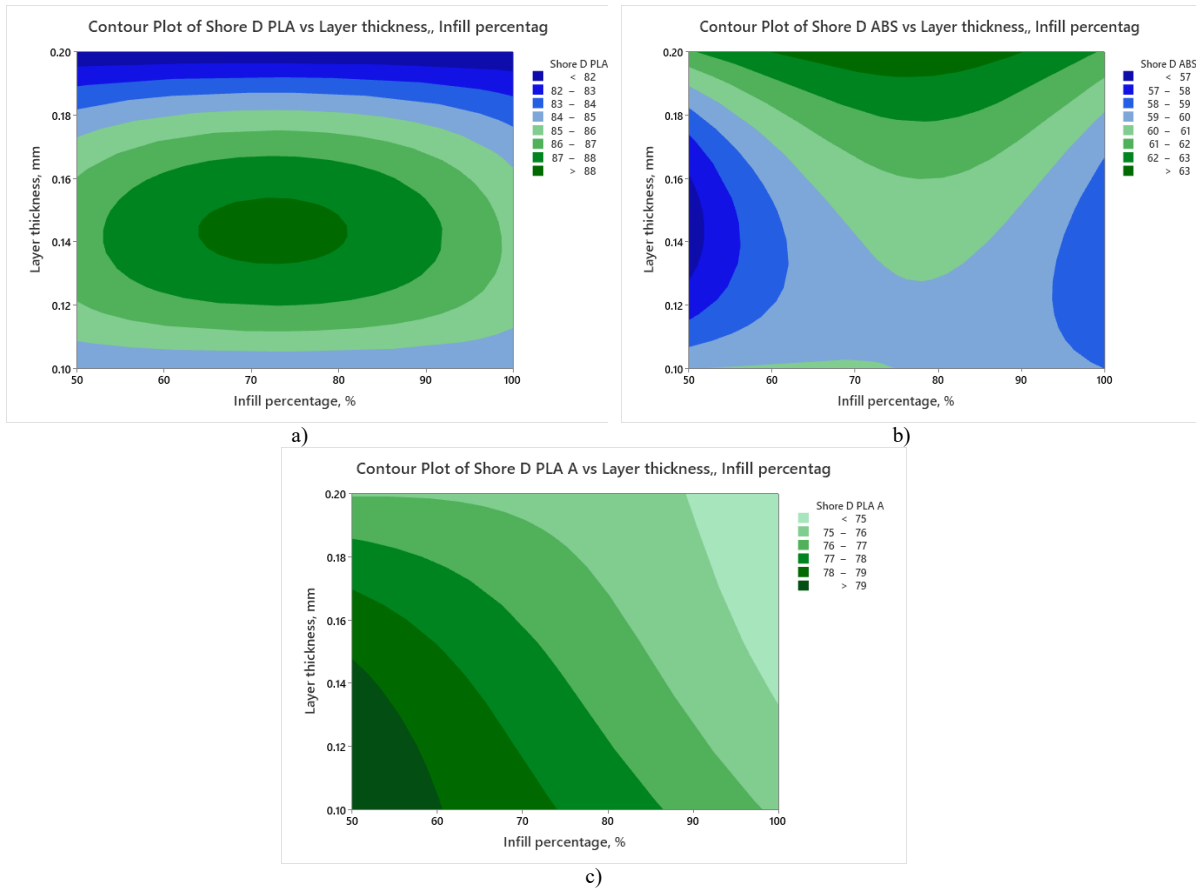 Contour Plot of Shore D PLA vs Layer thickness,, Infill percentag
Layer thickness, mm
0.20
0.18
0.16
0.14
0.12
0.10
50 60 70 80 90 100
Infill percentage, %
Shore D PLA
< 82
82 – 83
83 – 84
84 – 85
85 – 86
86 – 87
87 – 88
> 88
a)
Contour Plot of Shore D ABS vs Layer thickness,, Infill percentag
Layer thickness, mm
0.20
0.18
0.16
0.14
0.12
0.10
50 60 70 80 90 100
Infill percentage, %
Shore D ABS
< 57
57 – 58
58 – 59
59 – 60
60 – 61
61 – 62
62 – 63
> 63
b)
Contour Plot of Shore D PLA A vs Layer thickness,, Infill percentag
Layer thickness, mm
0.20
0.18
0.16
0.14
0.12
0.10
50 60 70 80 90 100
Infill percentage, %
Shore D PLA A
< 75
75 – 76
76 – 77
77 – 78
78 – 79
> 79
c)